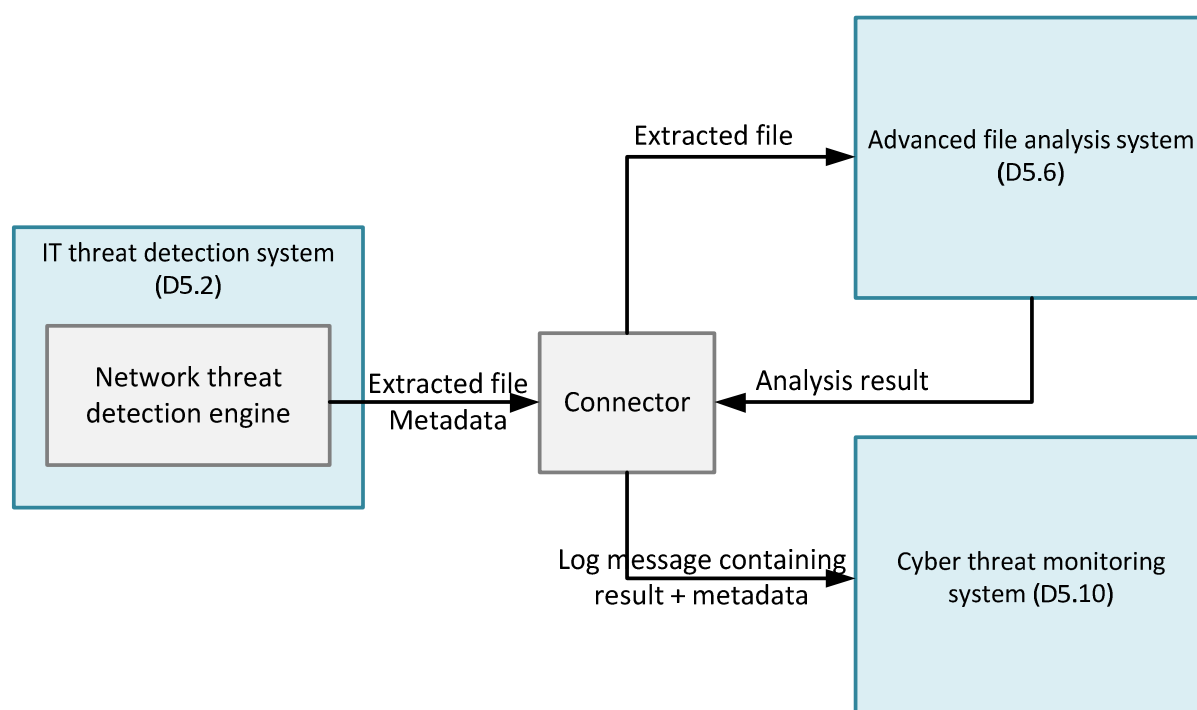 Extracted file
Advanced file analysis system
(D5.6)
IT threat detection system
(D5.2)
Network threat
detection engine
Extracted file
Metadata
Connector
Analysis result
Log message containing
result + metadata
Cyber threat monitoring
system (D5.10)